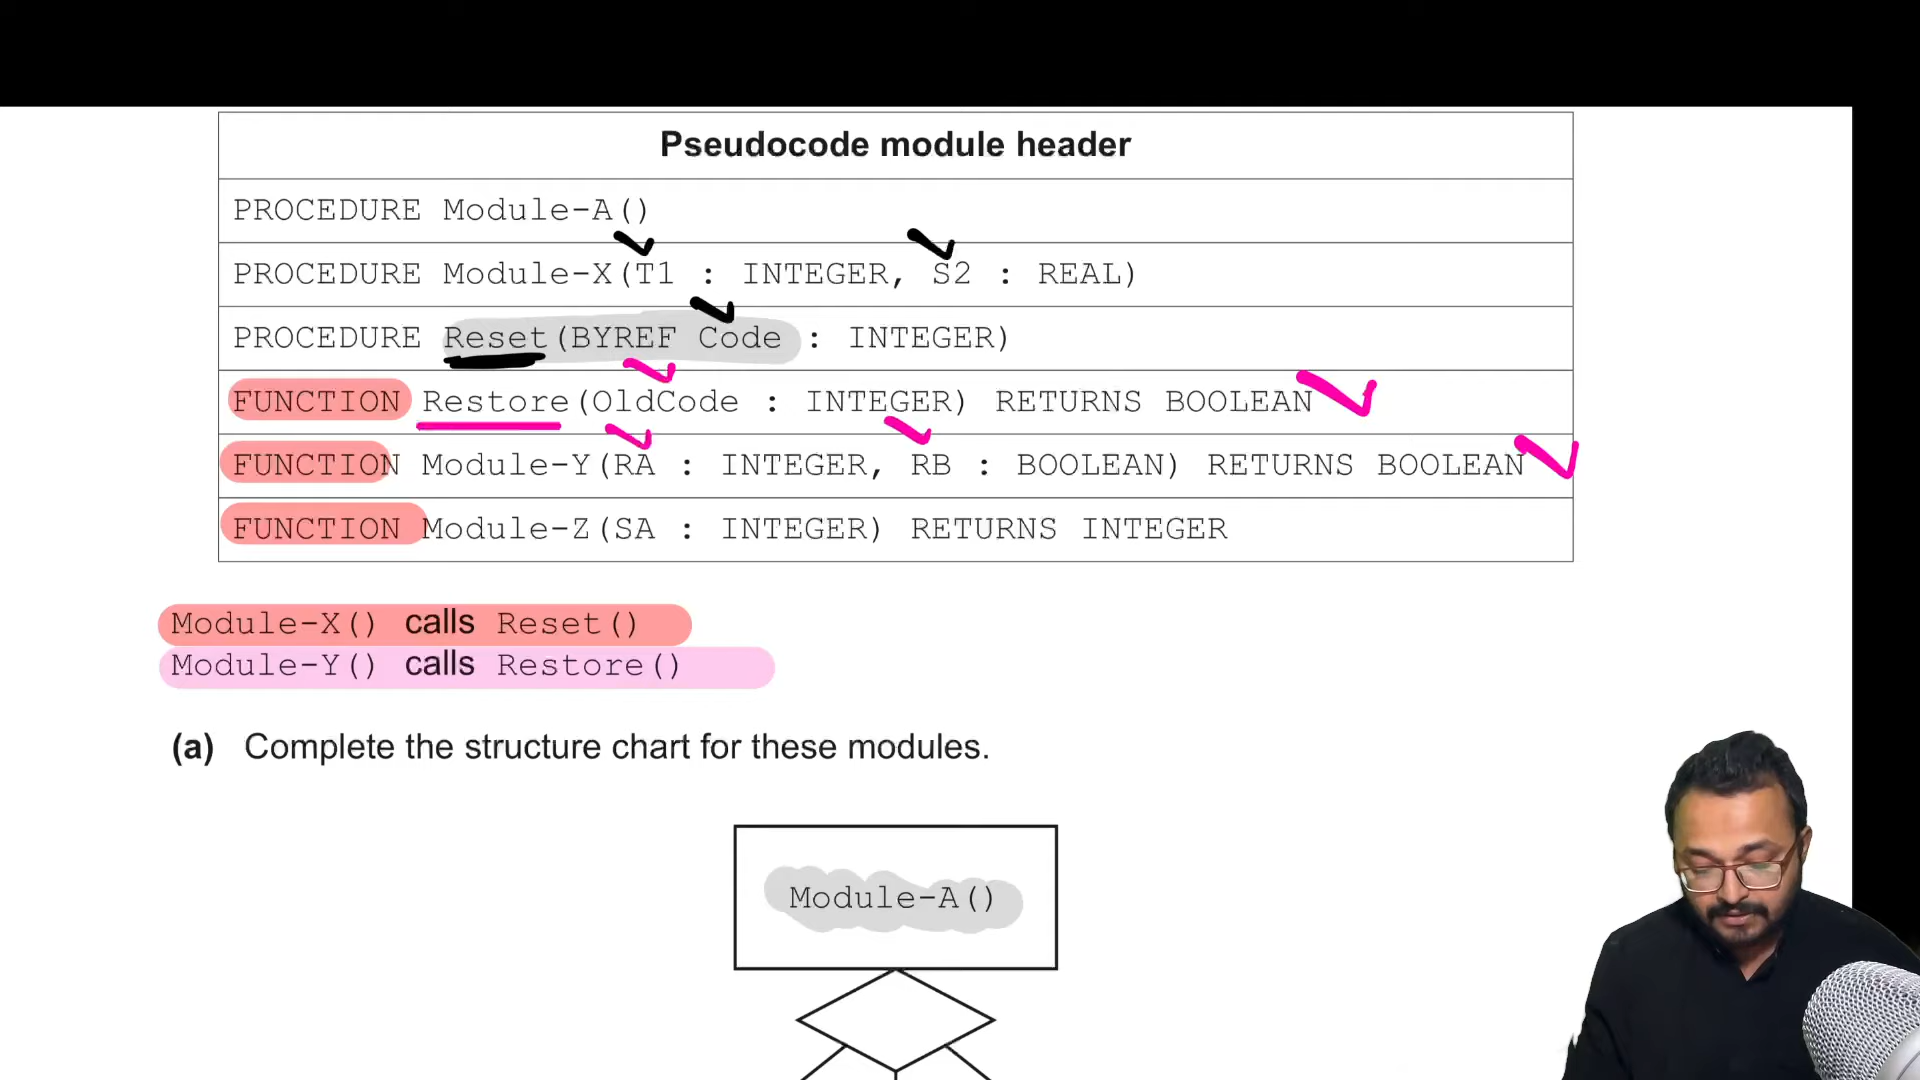 Pseudocode module header
PROCEDURE Module-A()
PROCEDURE Module-X(T1 : INTEGER, S2 : REAL)
PROCEDURE Reset(BYREF Code : INTEGER)
FUNCTION Restore(OldCode : INTEGER) RETURNS BOOLEAN
FUNCTION Module-Y(RA : INTEGER, RB : BOOLEAN) RETURNS BOOLEAN
FUNCTION Module-Z(SA : INTEGER) RETURNS INTEGER
Module-X() calls Reset()
Module-Y() calls Restore()
(a) Complete the structure chart for these modules.
Module-A()